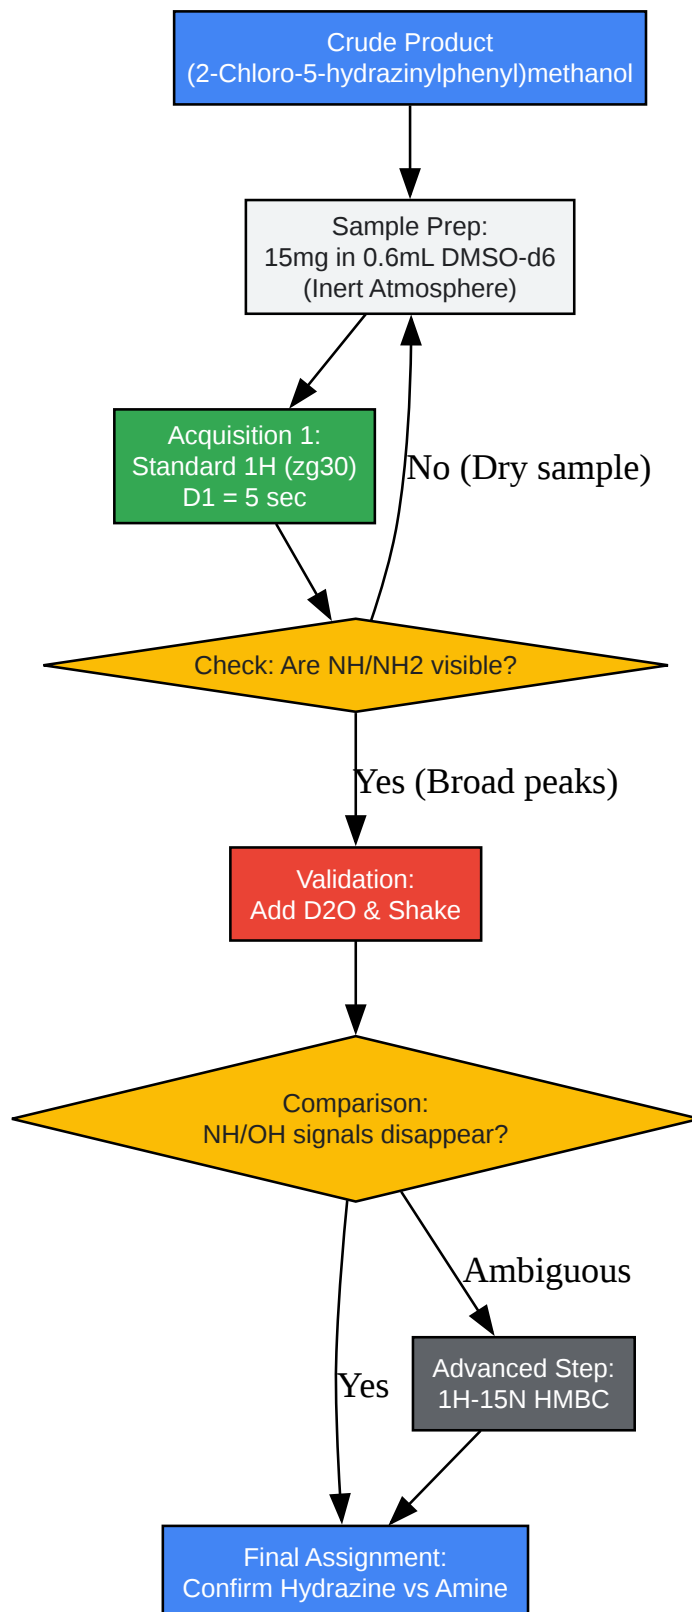 Crude Product
(2-Chloro-5-hydrazinylphenyl)methanol
Sample Prep:
15mg in 0.6mL DMSO-d6
(Inert Atmosphere)
Acquisition 1:
Standard 1H (zg30)
D1 = 5 sec
No (Dry sample)
Check: Are NH/NH2 visible?
Yes (Broad peaks)
Validation:
Add D2O & Shake
Comparison:
NH/OH signals disappear?
Ambiguous
Advanced Step:
1H-15N HMBC
Yes
Final Assignment:
Confirm Hydrazine vs Amine